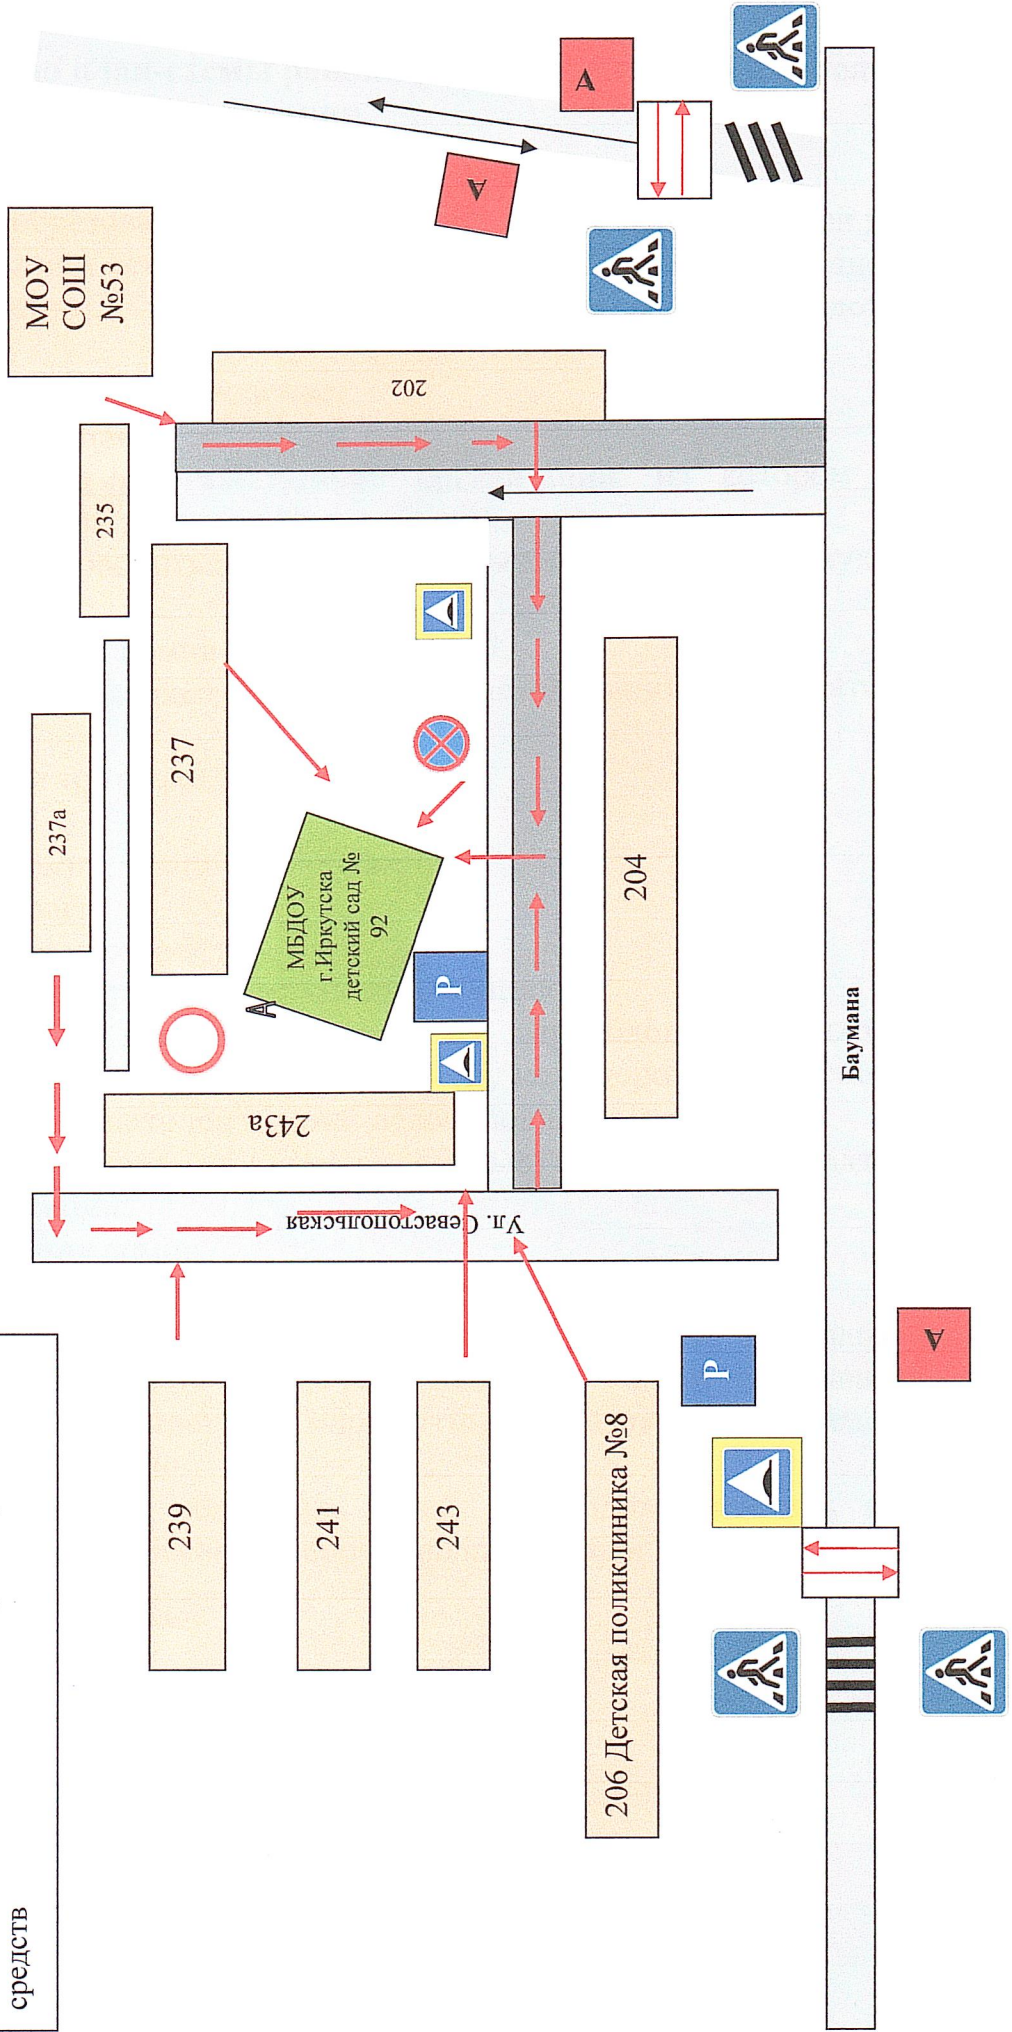 средств
МОУ
СОШ
№53
237а
235
239
237
243а
А
МБДОУ
г.Иркутска
детский сад №
92
241
202
243
Р
А
Ул. Севастопольская
А
206 Детская поликлиника №8
204
Р
Баумана
А